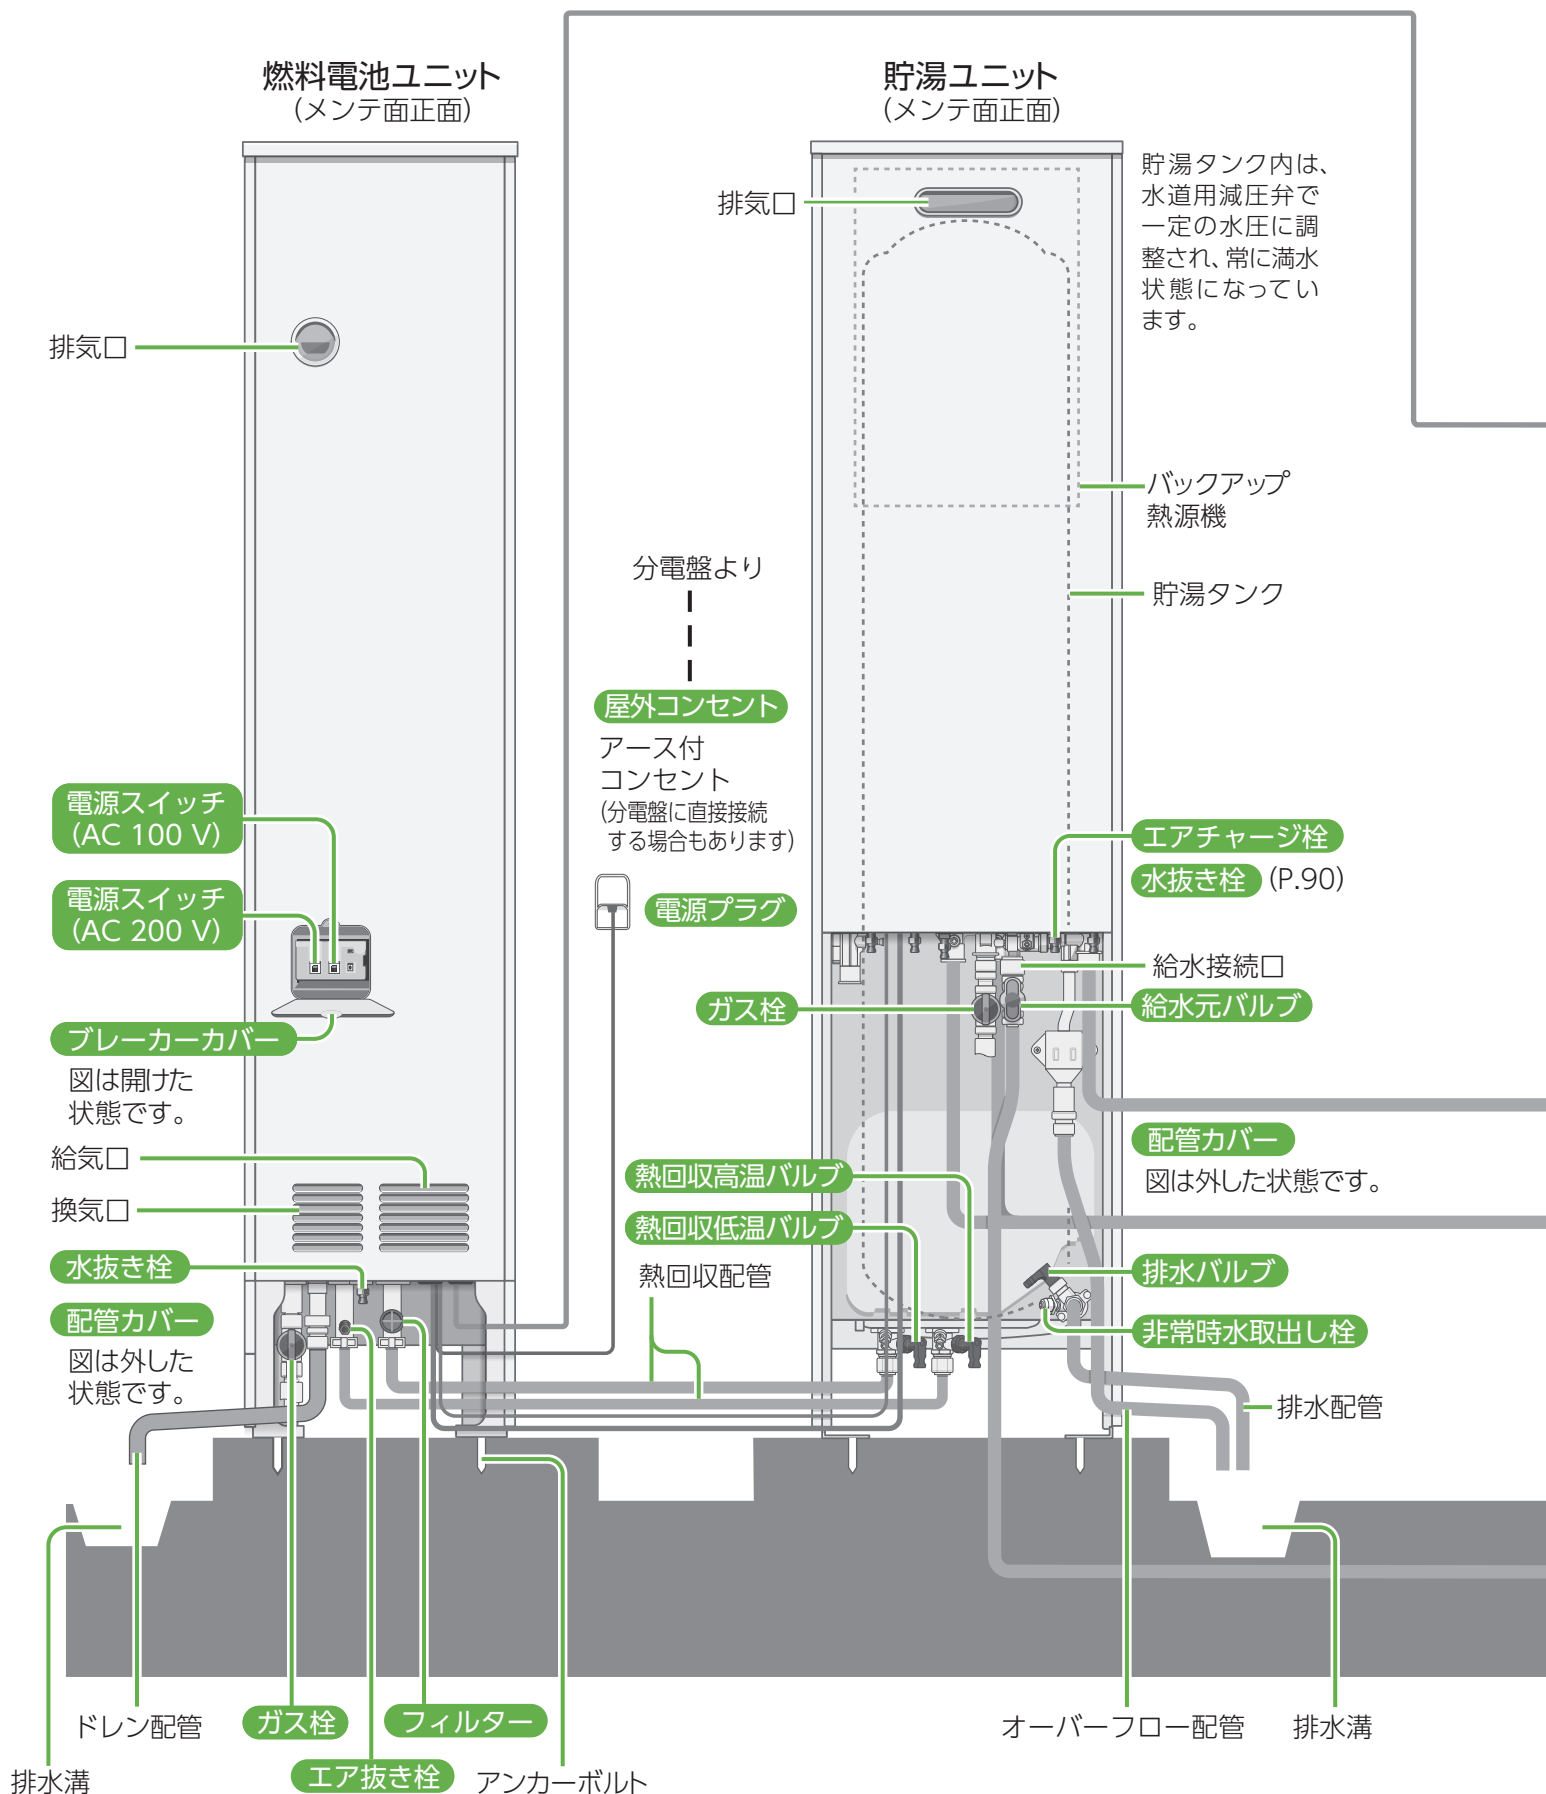 燃料電池ユニット
(メンテ面正面)
排気口
電源スイッチ
(AC 100 V)
電源スイッチ
(AC 200 V)
ブレーカーカバー
図は開けた
状態です。
給気口
換気口
水抜き栓
配管カバー
図は外した
状態です。
ドレン配管
排水溝
ガス栓
エア抜き栓
フィルター
アンカーボルト
分電盤より
屋外コンセント
アース付
コンセント
(分電盤に直接接続
する場合もあります)
電源プラグ
貯湯ユニット
(メンテ面正面)
排気口
貯湯タンク内は、
水道用減圧弁で
一定の水圧に調
整され、常に満水
状態になってい
ます。
バックアップ
熱源機
貯湯タンク
エアチャージ栓
水抜き栓 (P.90)
給水接続口
ガス栓
給水元バルブ
配管カバー
図は外した状態です。
熱回収高温バルブ
熱回収低温バルブ
熱回収配管
排水バルブ
非常時水取出し栓
排水配管
オーバーフロー配管
排水溝